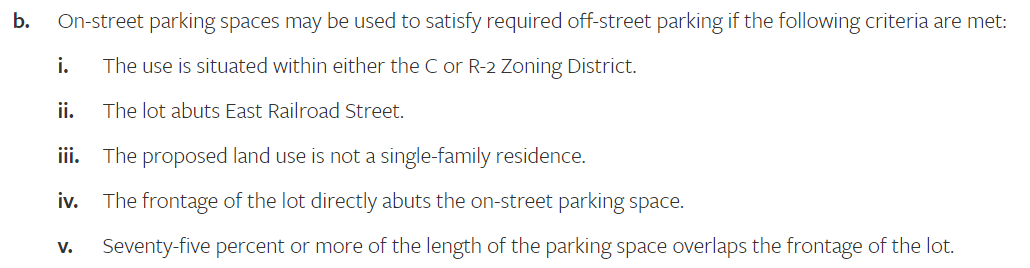 b. On-street parking spaces may be used to satisfy required off-street parking if the following criteria are met:
i. The use is situated within either the C or R-2 Zoning District.
ii. The lot abuts East Railroad Street.
iii. The proposed land use is not a single-family residence.
iv. The frontage of the lot directly abuts the on-street parking space.
v. Seventy-five percent or more of the length of the parking space overlaps the frontage of the lot.